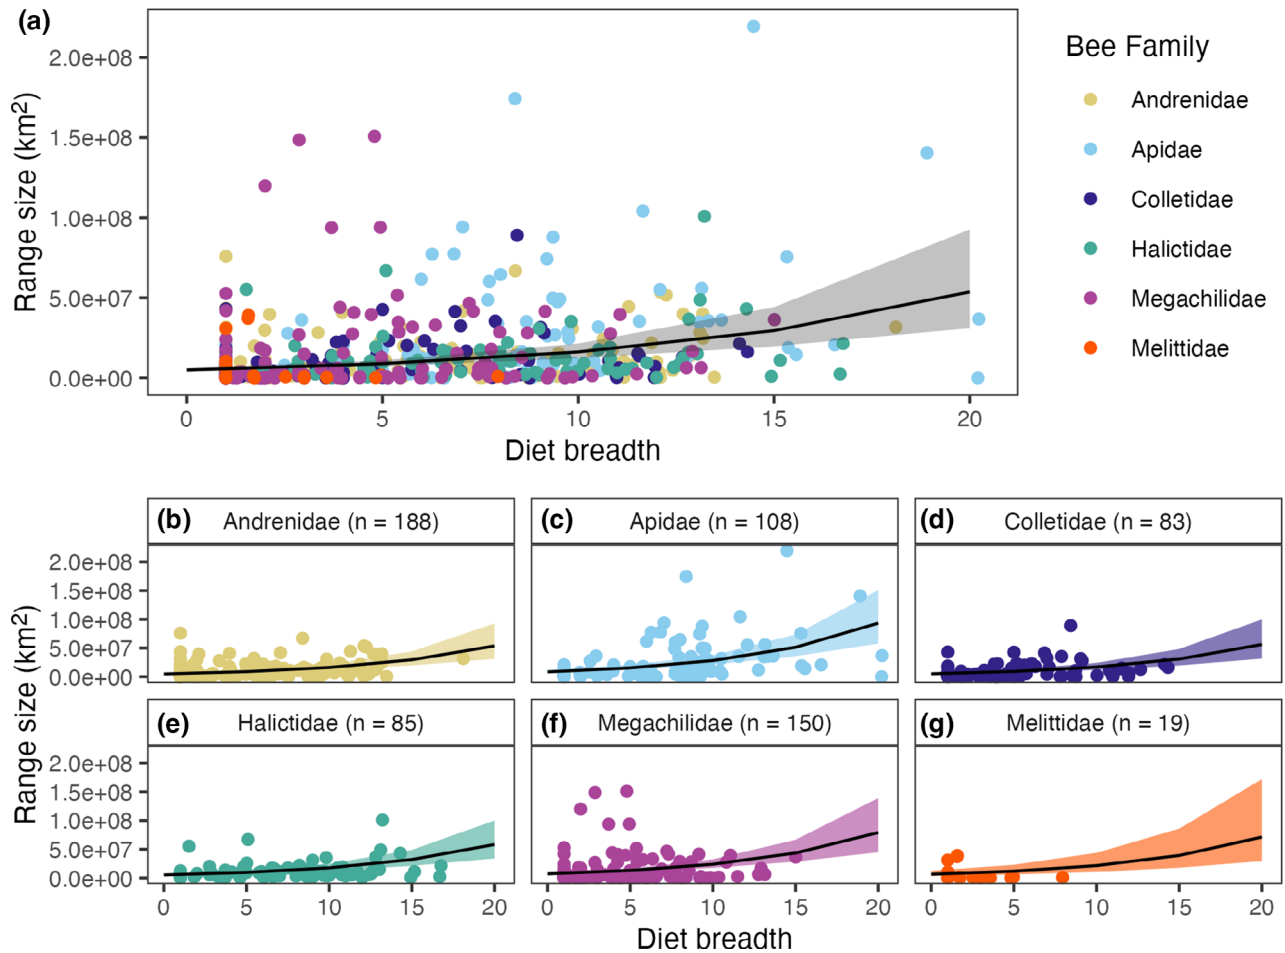 (a)
Range size (km2)
2.0e+08
1.5e+08
1.0e+08
5.0e+07
0.0e+00
0 5 10 15 20
Diet breadth
Bee Family
Andrenidae
Apidae
Colletidae
Halictidae
Megachilidae
Melittidae
(b) Andrenidae (n = 188)
(c) Apidae (n = 108)
(d) Colletidae (n = 83)
Range size (km2)
2.0e+08
1.5e+08
1.0e+08
5.0e+07
0.0e+00
(e) Halictidae (n = 85)
(f) Megachilidae (n = 150)
(g) Melittidae (n = 19)
2.0e+08
1.5e+08
1.0e+08
5.0e+07
0.0e+00
0 5 10 15 20
0 5 10 15 20
0 5 10 15 20
Diet breadth